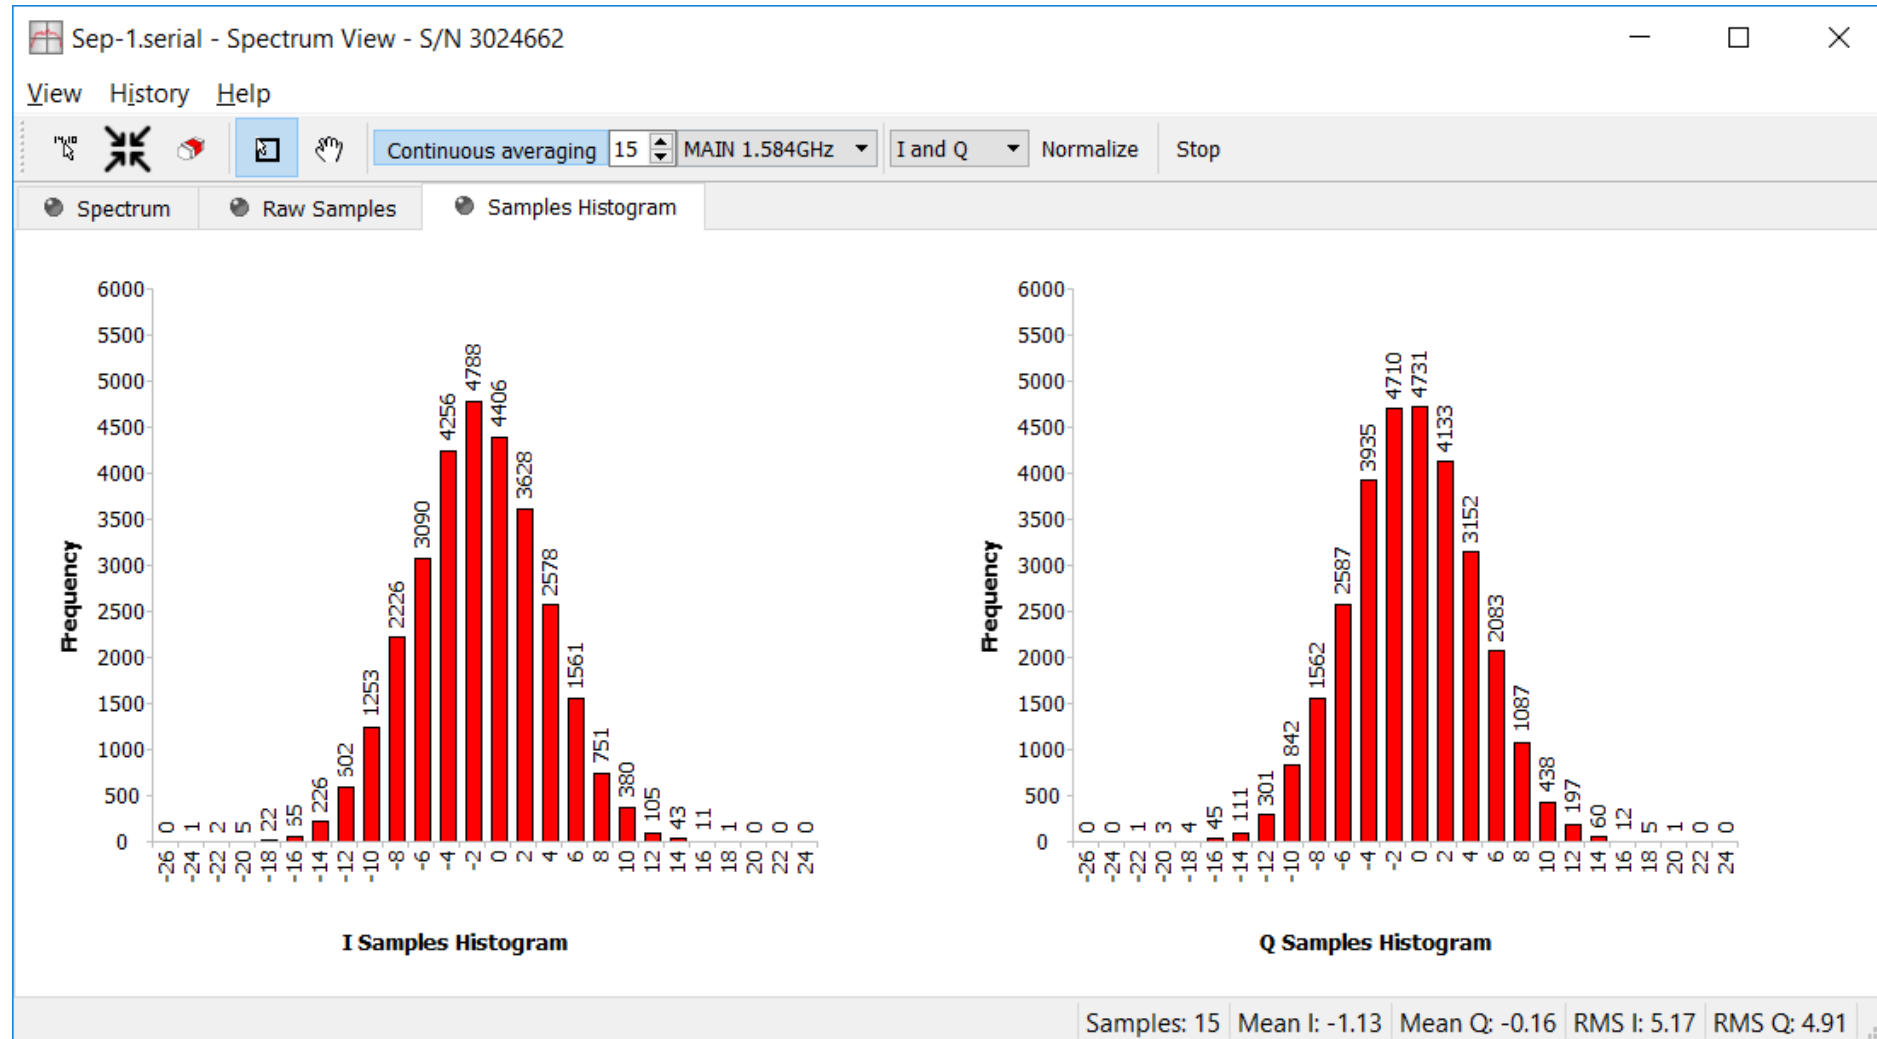 Sep-1.serial - Spectrum View - S/N 3024662
View History Help
Continuous averaging 15 MAIN 1.584GHz I and Q Normalize Stop
Spectrum Raw Samples Samples Histogram
6000
5500
5000
4500
4000
3500
3000
2500
2000
1500
1000
500
0
Frequency
0 1 2 5 22 65 226 602 1253 2226 3090 4256 4788 4406 3628 2578 1561 751 380 105 43 11 1 0 0 0
-26 -24 -22 -20 -18 -16 -14 -12 -10 -8 -6 -4 -2 0 2 4 6 8 10 12 14 16 18 20 22 24
I Samples Histogram
6000
5500
5000
4500
4000
3500
3000
2500
2000
1500
1000
500
0
Frequency
0 0 1 3 4 45 111 301 842 1562 2587 3935 4710 4731 4133 3152 2083 1087 438 197 60 12 5 1 0 0
-26 -24 -22 -20 -18 -16 -14 -12 -10 -8 -6 -4 -2 0 2 4 6 8 10 12 14 16 18 20 22 24
Q Samples Histogram
Samples: 15 Mean I: -1.13 Mean Q: -0.16 RMS I: 5.17 RMS Q: 4.91